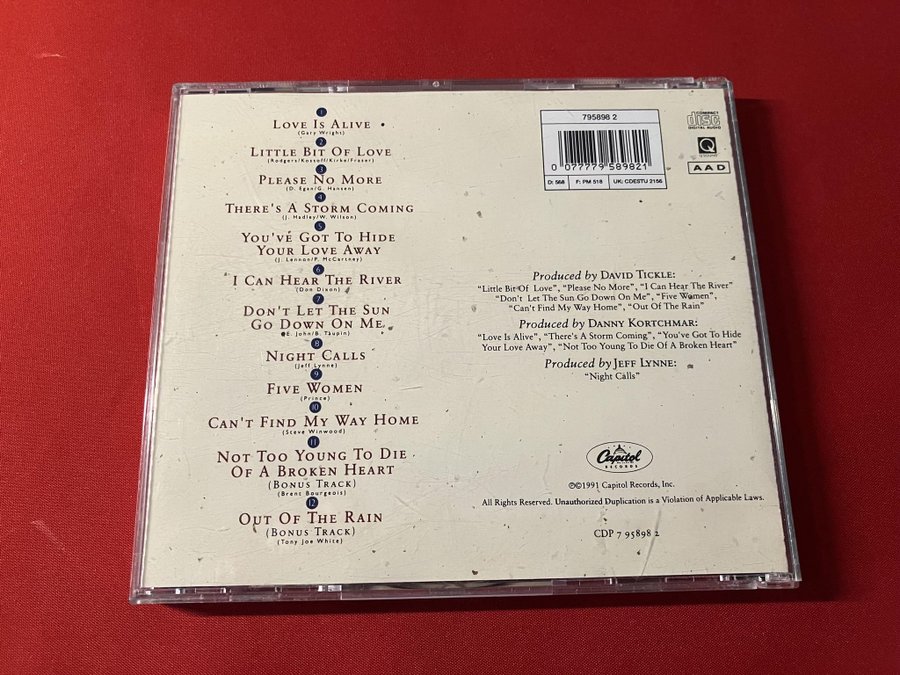 1
LOVE IS ALIVE
(Gary Wright)
2
LITTLE BIT OF LOVE
(Rodgers/Kossoff/Kirke/Fraser)
3
PLEASE NO MORE
(D. Egan/G. Hansen)
4
THERE'S A STORM COMING
(J. Hadley/W. Wilson)
5
YOU'VE GOT TO HIDE
YOUR LOVE AWAY
(J. Lennon/P. McCartney)
6
I CAN HEAR THE RIVER
(Don Dixon)
7
DON'T LET THE SUN
GO DOWN ON ME
(E. John/B. Taupin)
8
NIGHT CALLS
(Jeff Lynne)
9
FIVE WOMEN
(Prince)
10
CAN'T FIND MY WAY HOME
(Steve Winwood)
11
NOT TOO YOUNG TO DIE
OF A BROKEN HEART
(BONUS TRACK)
(Brent Bourgeois)
12
OUT OF THE RAIN
(BONUS TRACK)
(Tony Joe White)
795898 2
0 077779 589821
D: 568 F: PM 518 UK: CDESTU 2156
COMPACT
disc
DIGITAL AUDIO
Q
AAD
Produced by DAVID TICKLE:
"Little Bit Of Love", "Please No More", "I Can Hear The River"
"Don't Let The Sun Go Down On Me", "Five Women",
"Can't Find My Way Home", "Out Of The Rain"
Produced by DANNY KORTCHMAR:
"Love Is Alive", "There's A Storm Coming", "You've Got To Hide
Your Love Away", "Not Too Young To Die Of A Broken Heart"
Produced by JEFF LYNNE:
"Night Calls"
Capitol
RECORDS
℗©1991 Capitol Records, Inc.
All Rights Reserved. Unauthorized Duplication is a Violation of Applicable Laws.
CDP 7 95898 2